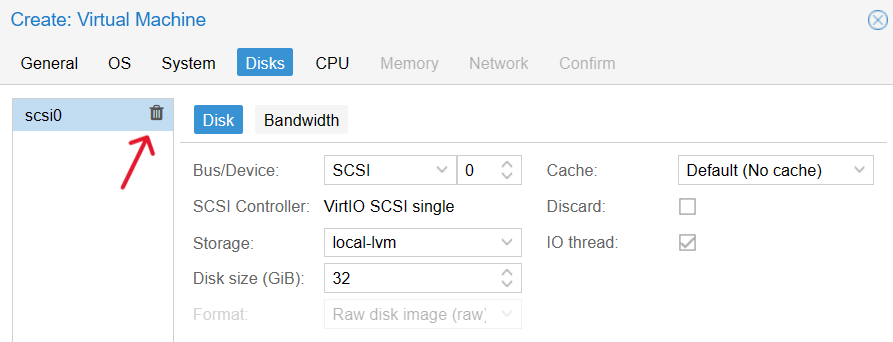 Create: Virtual Machine
General OS System Disks CPU Memory Network Confirm
scsi0
Disk Bandwidth
Bus/Device: SCSI 0 Cache: Default (No cache)
SCSI Controller: VirtIO SCSI single Discard:
Storage: local-lvm IO thread:
Disk size (GiB): 32
Format: Raw disk image (raw)